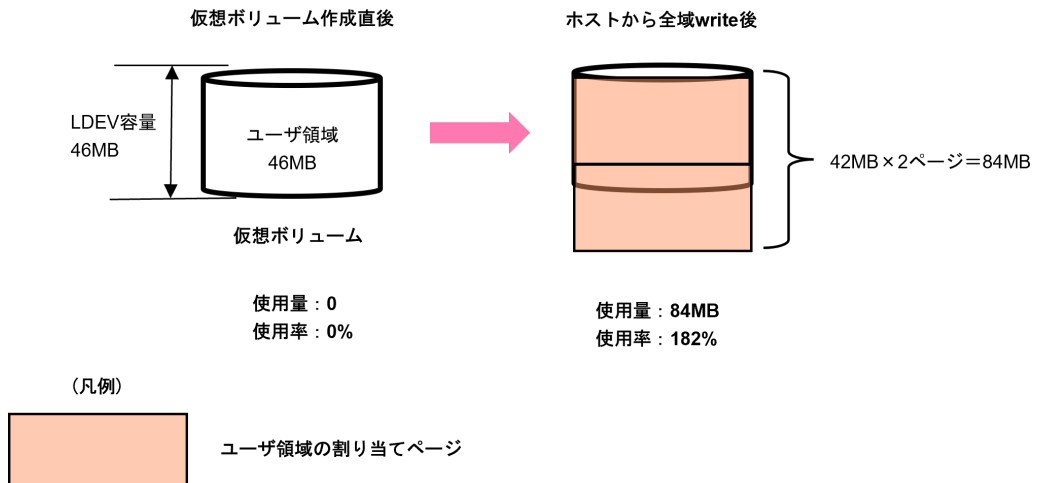 仮想ボリューム作成直後
ホストから全域write後
LDEV容量
46MB
ユーザ領域
46MB
42MB×2ページ＝84MB
仮想ボリューム
使用量：0
使用率：0%
使用量：84MB
使用率：182%
（凡例）
ユーザ領域の割り当てページ